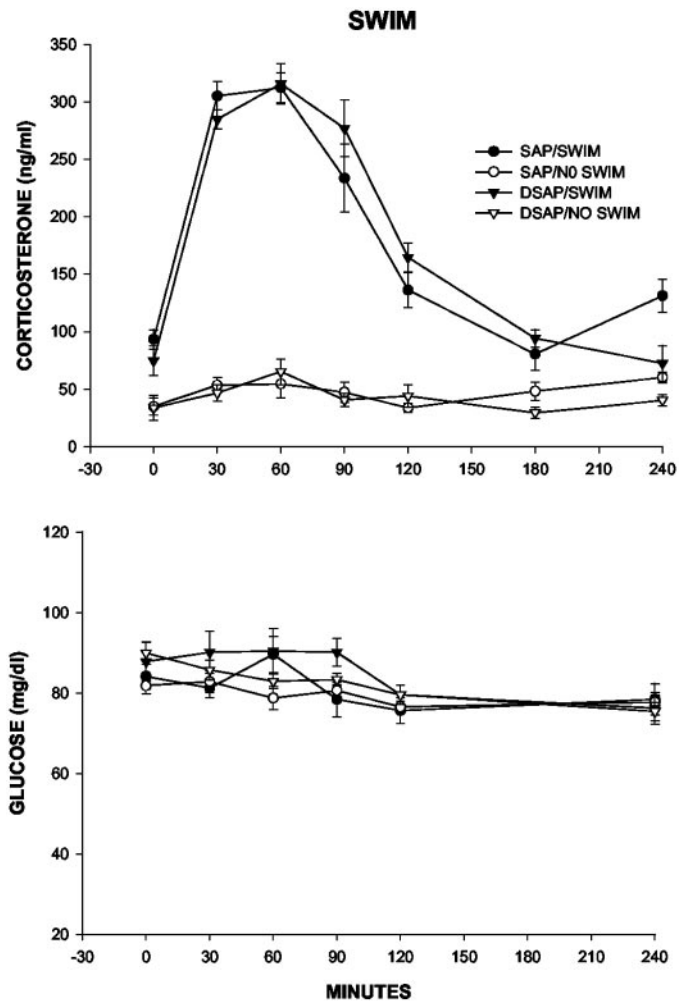 SWIM
350
300
250
200
150
100
50
0
CORTICOSTERONE (ng/ml)
SAP/SWIM
SAP/N0 SWIM
DSAP/SWIM
DSAP/NO SWIM
-30 0 30 60 90 120 150 180 210 240
120
100
80
60
40
20
GLUCOSE (mg/dl)
-30 0 30 60 90 120 150 180 210 240
MINUTES